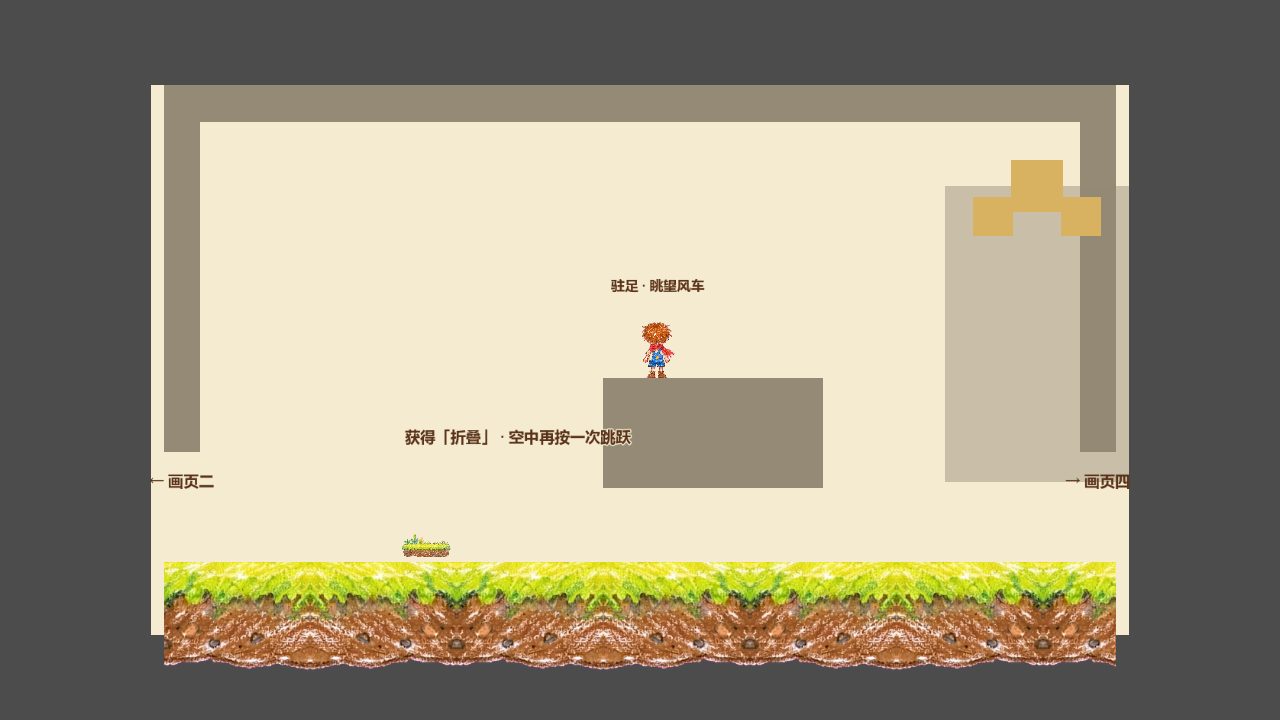 驻足 · 眺望风车
获得「折叠」 · 空中再按一次跳跃
← 画页二
→ 画页四